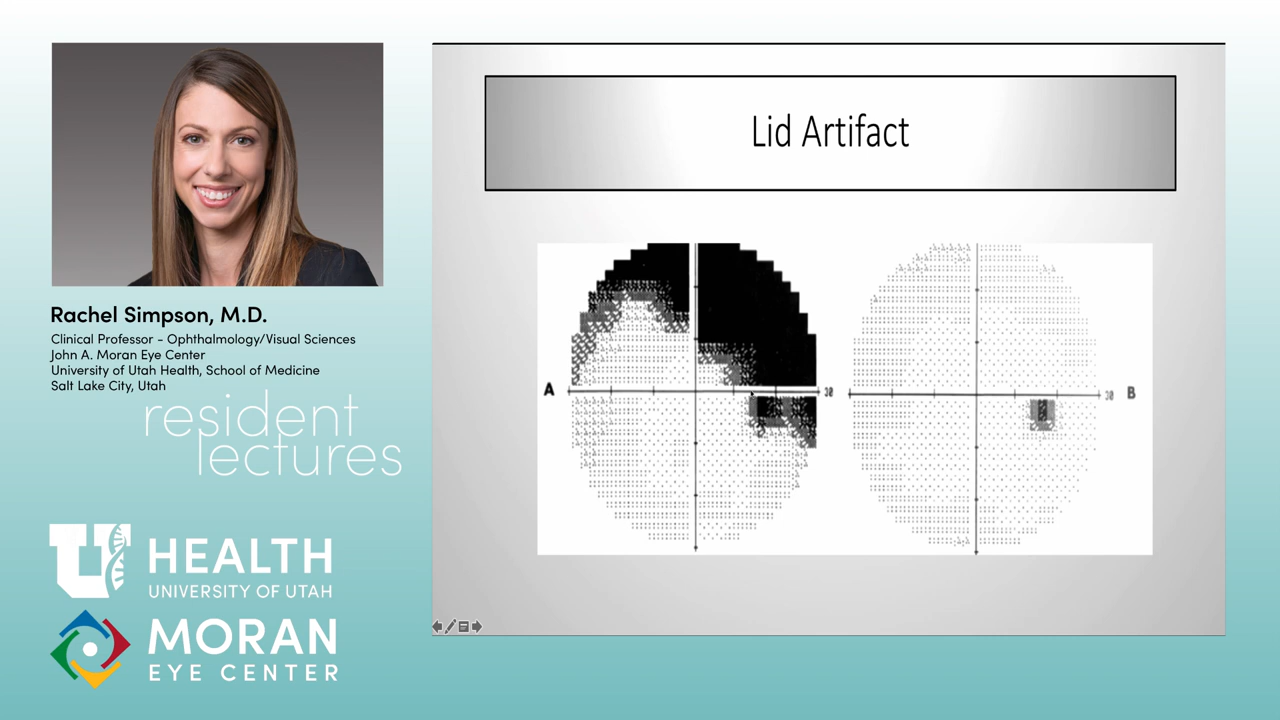 Lid Artifact
A
30
30
B
Rachel Simpson, M.D.
Clinical Professor - Ophthalmology/Visual Sciences
John A. Moran Eye Center
University of Utah Health, School of Medicine
Salt Lake City, Utah
resident
lectures
U HEALTH
UNIVERSITY OF UTAH
MORAN
EYE CENTER